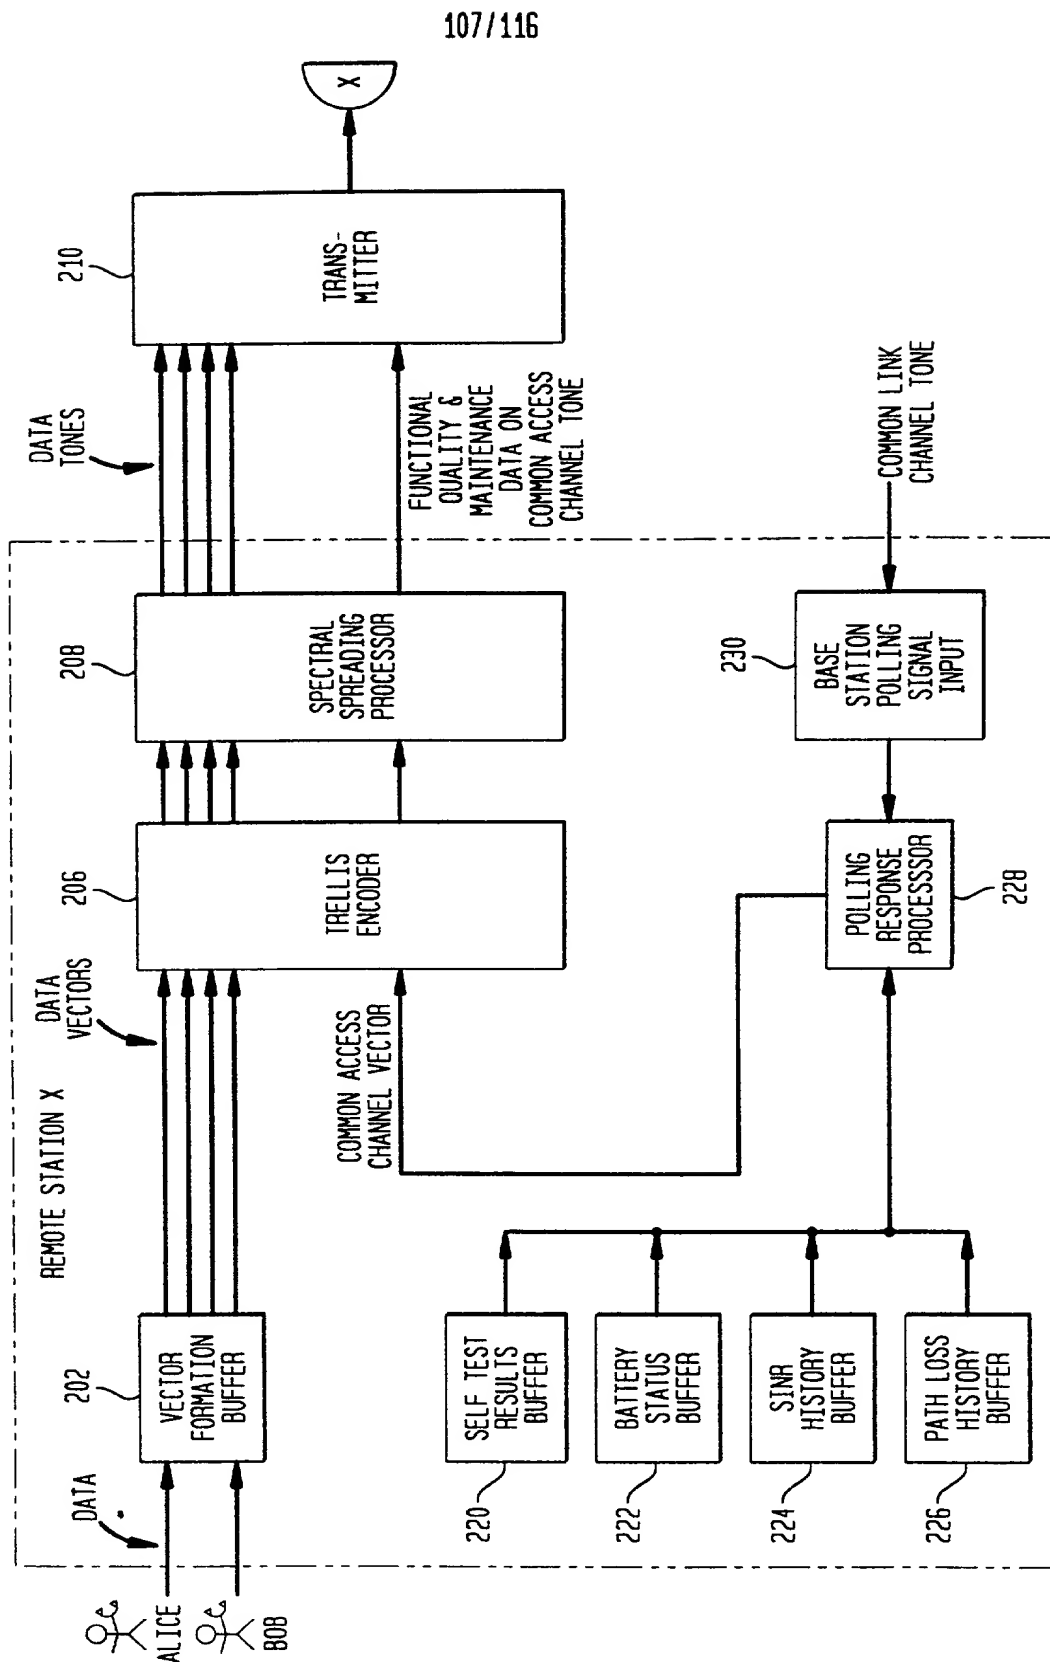 107/116
REMOTE STATION X
ALICE
BOB
DATA
202
VECTOR
FORMATION
BUFFER
DATA
VECTORS
206
TRELLIS
ENCODER
208
SPECTRAL
SPREADING
PROCESSOR
DATA
TONES
210
TRANS-
MITTER
X
COMMON ACCESS
CHANNEL VECTOR
FUNCTIONAL
QUALITY &
MAINTENANCE
DATA ON
COMMON ACCESS
CHANNEL TONE
220
SELF TEST
RESULTS
BUFFER
222
BATTERY
STATUS
BUFFER
224
SINR
HISTORY
BUFFER
226
PATH LOSS
HISTORY
BUFFER
POLLING
RESPONSE
PROCESSSOR
228
230
BASE
STATION
POLLING
SIGNAL
INPUT
COMMON LINK
CHANNEL TONE